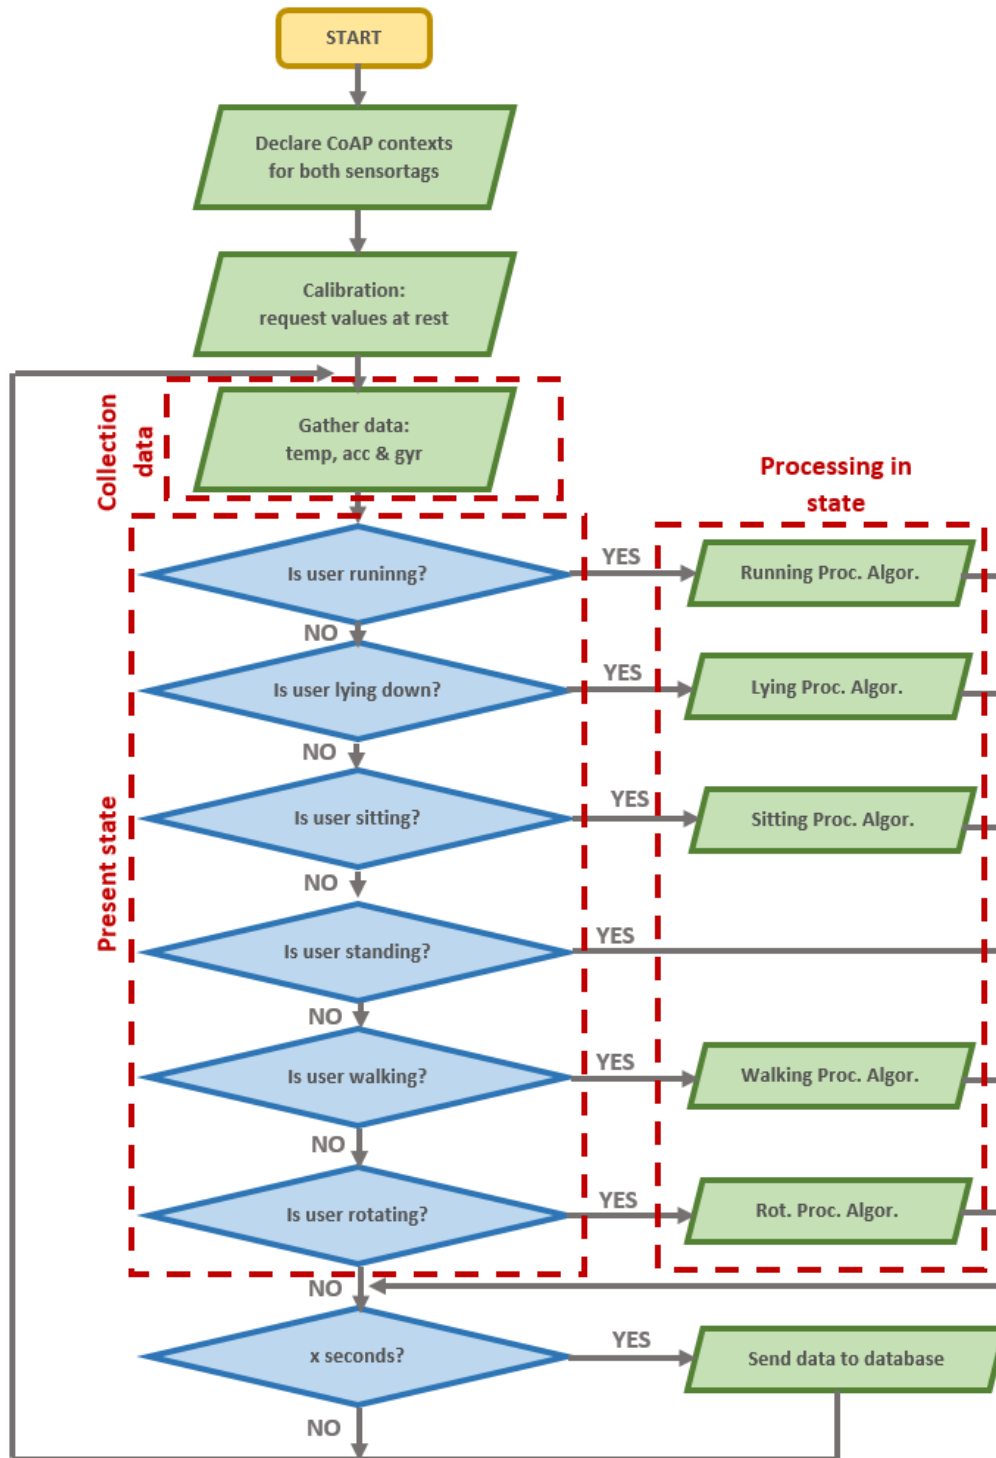 START
Declare CoAP contexts
for both sensortags
Calibration:
request values at rest
Collection
data
Gather data:
temp, acc & gyr
Processing in
state
Present state
Is user runinng?
YES
Running Proc. Algor.
NO
Is user lying down?
YES
Lying Proc. Algor.
NO
Is user sitting?
YES
Sitting Proc. Algor.
NO
Is user standing?
YES
NO
Is user walking?
YES
Walking Proc. Algor.
NO
Is user rotating?
YES
Rot. Proc. Algor.
NO
x seconds?
YES
Send data to database
NO